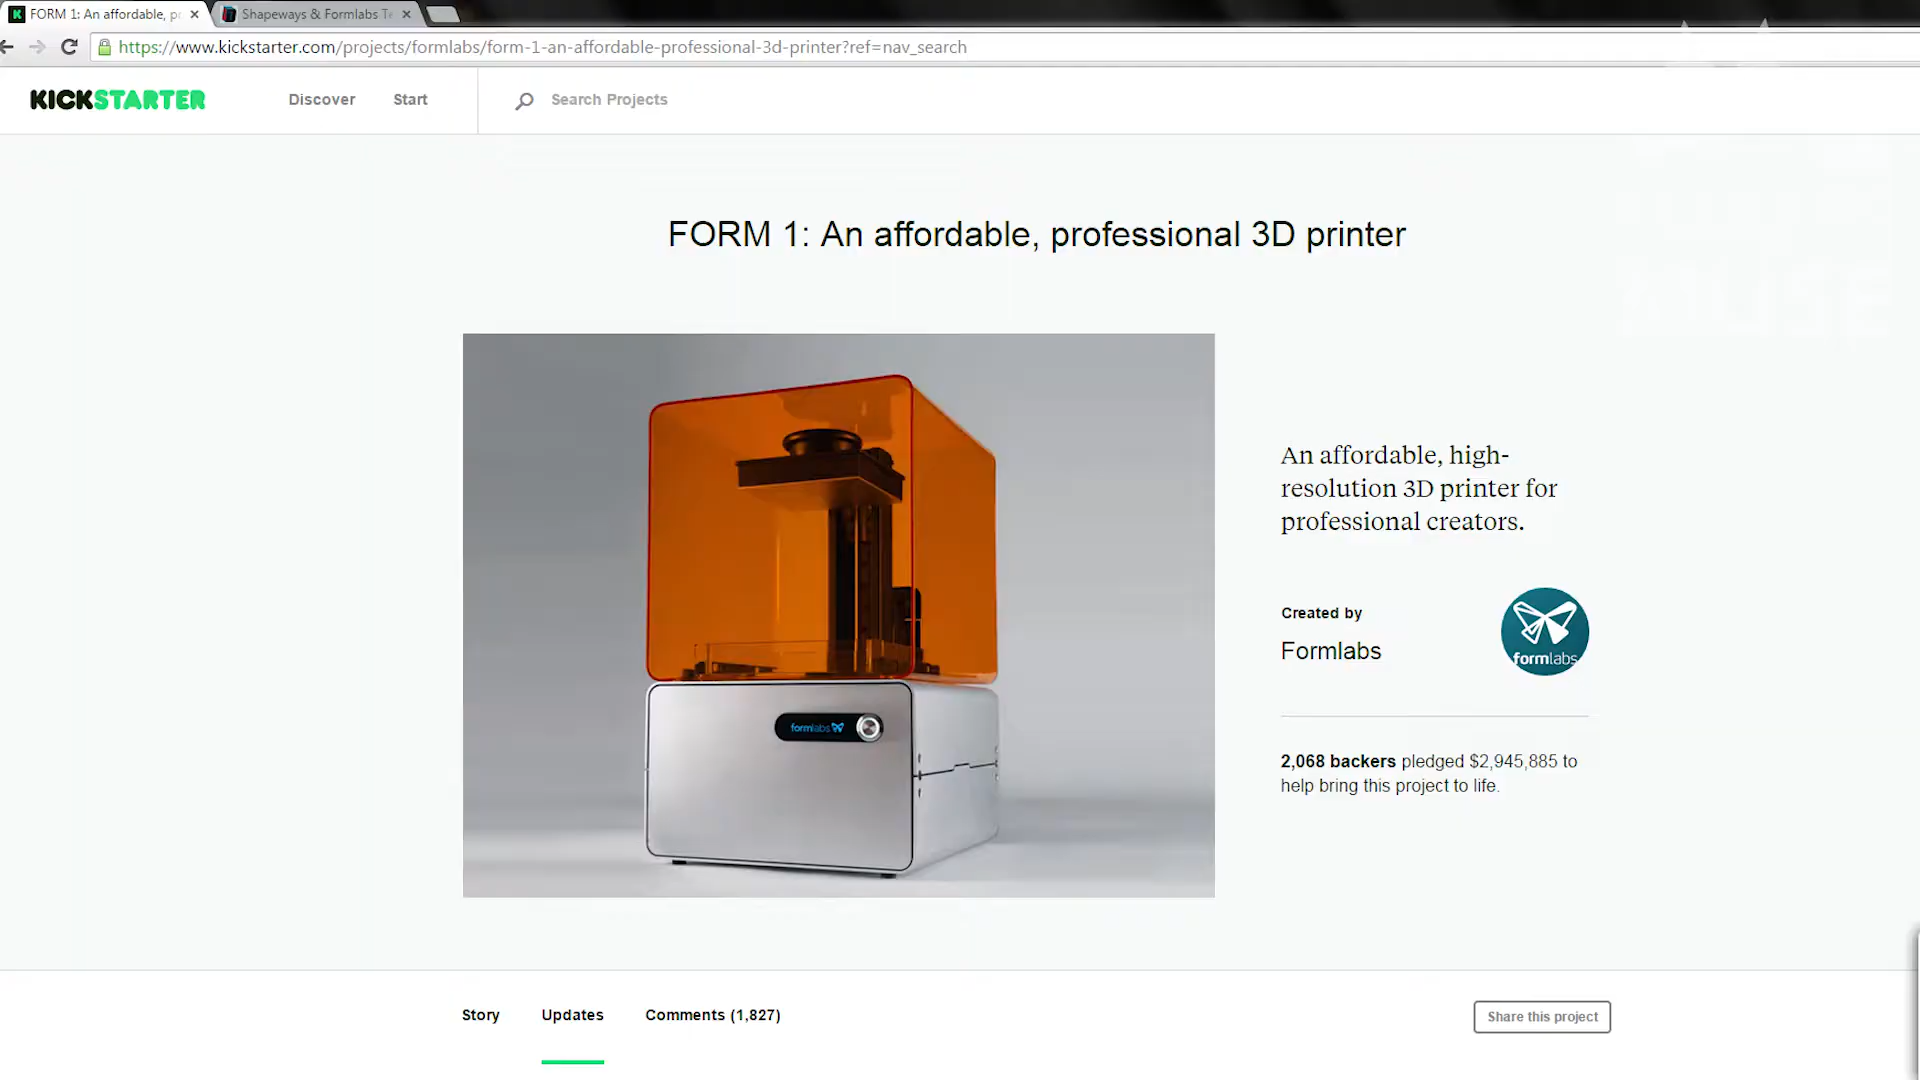 FORM 1: An affordable, p
Shapeways & Formlabs Te
https://www.kickstarter.com/projects/formlabs/form-1-an-affordable-professional-3d-printer?ref=nav_search
KICKSTARTER
Discover
Start
Search Projects
FORM 1: An affordable, professional 3D printer
An affordable, high-
resolution 3D printer for
professional creators.
Created by
Formlabs
formlabs
formlabs
2,068 backers pledged $2,945,885 to
help bring this project to life.
Story
Updates
Comments (1,827)
Share this project